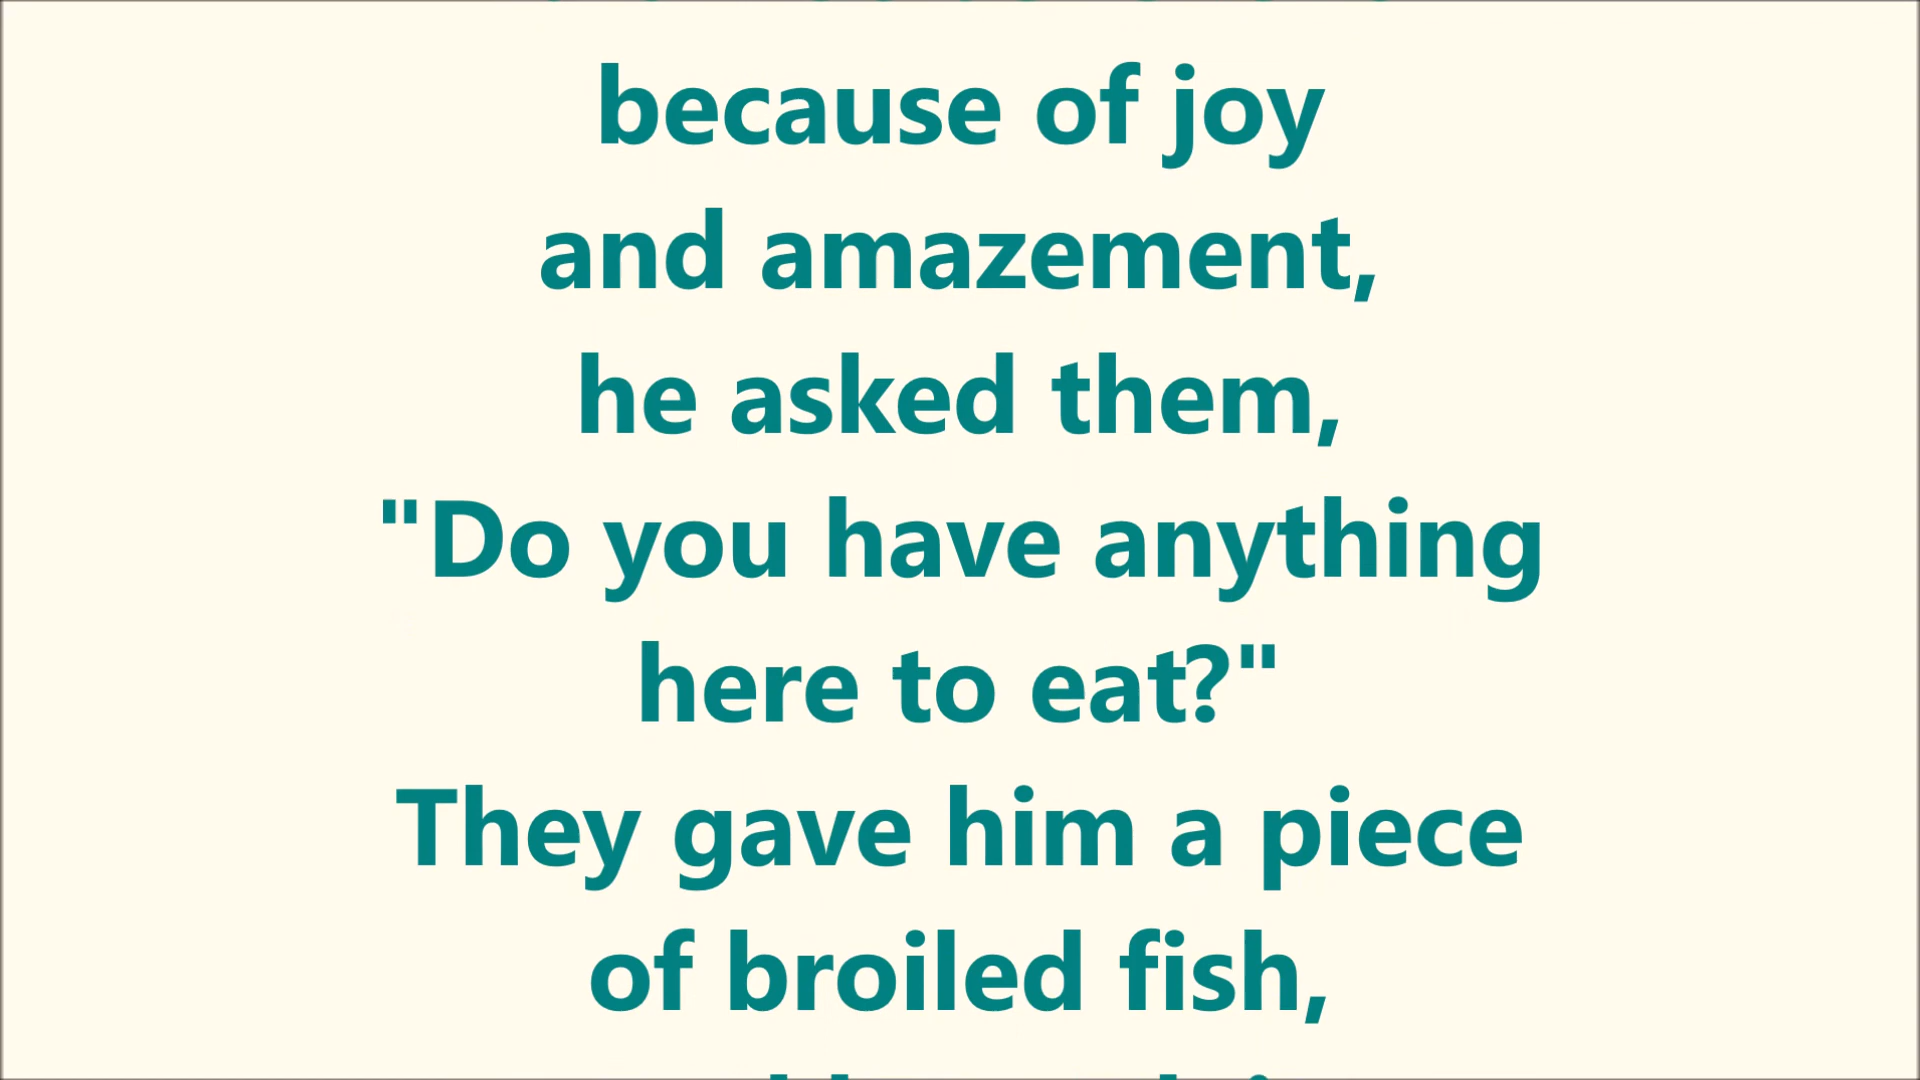 because of joy
and amazement,
he asked them,
"Do you have anything
here to eat?"
They gave him a piece
of broiled fish,